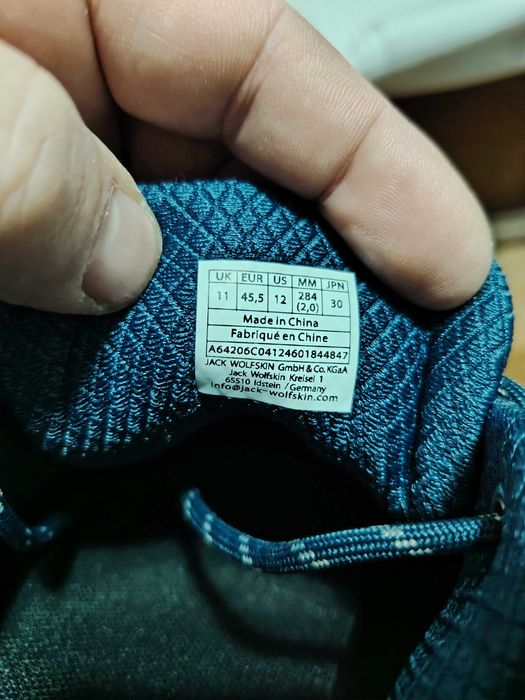 UK EUR US MM JPN
11 45,5 12 284 (2,0) 30
Made in China
Fabriqué en Chine
A64206C04124601844847
JACK WOLFSKIN GmbH & Co.KGaA
Jack Wolfskin Kreisel 1
65510 Idstein / Germany
info@jack-wolfskin.com